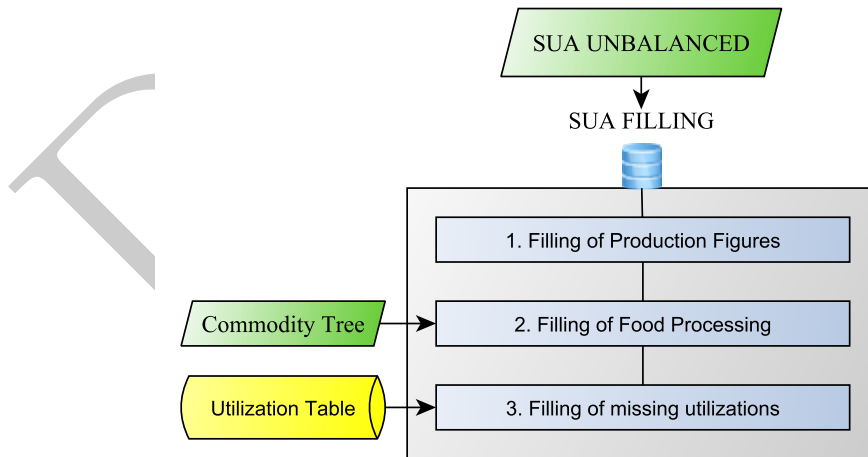 SUA UNBALANCED
SUA FILLING
1. Filling of Production Figures
Commodity Tree
2. Filling of Food Processing
Utilization Table
3. Filling of missing utilizations